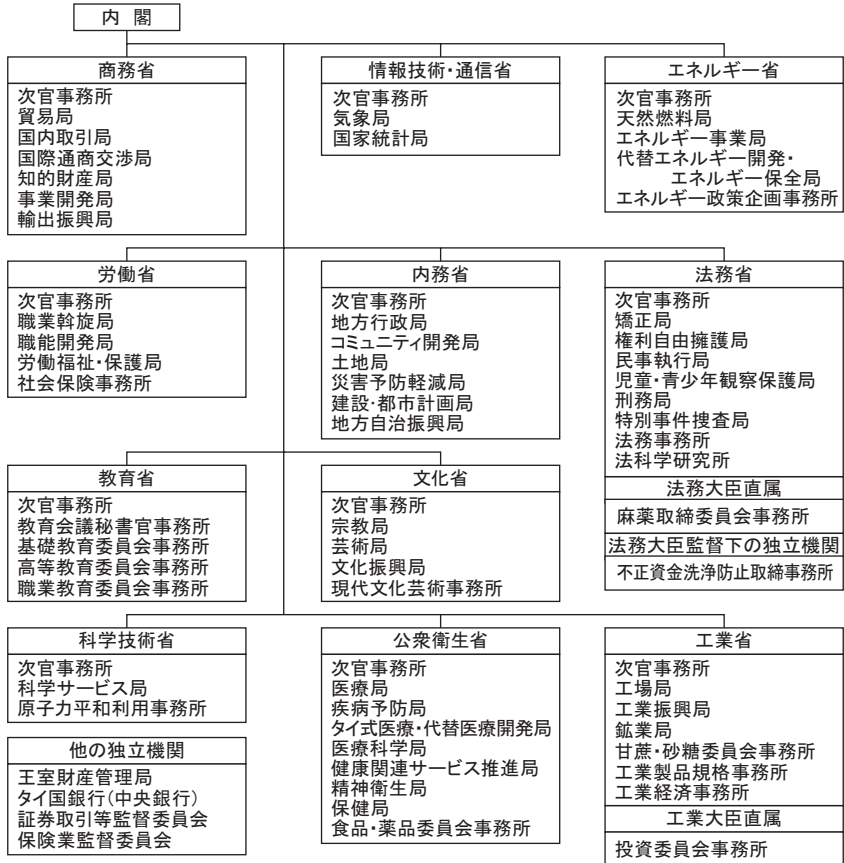 内 閣
商務省
次官事務所
貿易局
国内取引局
国際通商交渉局
知的財産局
事業開発局
輸出振興局
情報技術・通信省
次官事務所
気象局
国家統計局
エネルギー省
次官事務所
天然燃料局
エネルギー事業局
代替エネルギー開発・
エネルギー保全局
エネルギー政策企画事務所
労働省
次官事務所
職業斡旋局
職能開発局
労働福祉・保護局
社会保険事務所
内務省
次官事務所
地方行政局
コミュニティ開発局
土地局
災害予防軽減局
建設・都市計画局
地方自治振興局
法務省
次官事務所
矯正局
権利自由擁護局
民事執行局
児童・青少年観察保護局
刑務局
特別事件捜査局
法務事務所
法科学研究所
法務大臣直属
麻薬取締委員会事務所
法務大臣監督下の独立機関
不正資金洗浄防止取締事務所
教育省
次官事務所
教育会議秘書官事務所
基礎教育委員会事務所
高等教育委員会事務所
職業教育委員会事務所
文化省
次官事務所
宗教局
芸術局
文化振興局
現代文化芸術事務所
科学技術省
次官事務所
科学サービス局
原子力平和利用事務所
他の独立機関
王室財産管理局
タイ国銀行(中央銀行)
証券取引等監督委員会
保険業監督委員会
公衆衛生省
次官事務所
医療局
疾病予防局
タイ式医療・代替医療開発局
医療科学局
健康関連サービス推進局
精神衛生局
保健局
食品・薬品委員会事務所
工業省
次官事務所
工場局
工業振興局
鉱業局
甘蔗・砂糖委員会事務所
工業製品規格事務所
工業経済事務所
工業大臣直属
投資委員会事務所